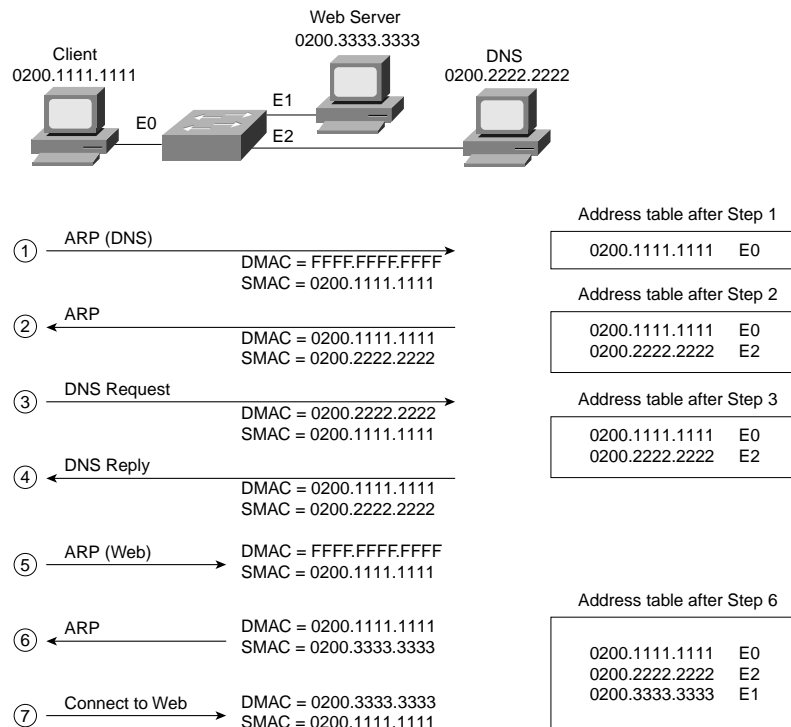 Web Server
0200.3333.3333
Client
0200.1111.1111
DNS
0200.2222.2222
E0
E1
E2
Address table after Step 1
0200.1111.1111 E0
1 ARP (DNS)
DMAC = FFFF.FFFF.FFFF
SMAC = 0200.1111.1111
Address table after Step 2
0200.1111.1111 E0
0200.2222.2222 E2
2 ARP
DMAC = 0200.1111.1111
SMAC = 0200.2222.2222
Address table after Step 3
0200.1111.1111 E0
0200.2222.2222 E2
3 DNS Request
DMAC = 0200.2222.2222
SMAC = 0200.1111.1111
4 DNS Reply
DMAC = 0200.1111.1111
SMAC = 0200.2222.2222
5 ARP (Web)
DMAC = FFFF.FFFF.FFFF
SMAC = 0200.1111.1111
Address table after Step 6
0200.1111.1111 E0
0200.2222.2222 E2
0200.3333.3333 E1
6 ARP
DMAC = 0200.1111.1111
SMAC = 0200.3333.3333
7 Connect to Web
DMAC = 0200.3333.3333
SMAC = 0200.1111.1111